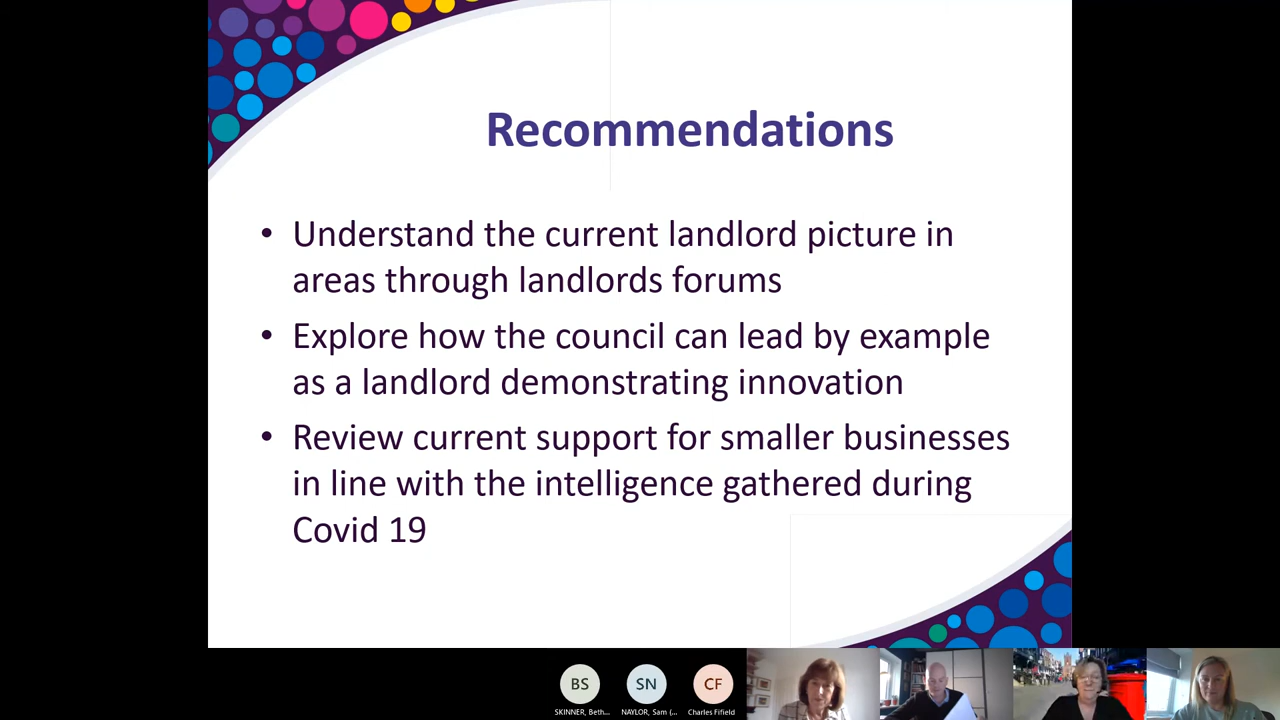 Recommendations
• Understand the current landlord picture in
areas through landlords forums
• Explore how the council can lead by example
as a landlord demonstrating innovation
• Review current support for smaller businesses
in line with the intelligence gathered during
Covid 19
BS
SN
CF
SKINNER, Beth...
NAYLOR, Sam (...
Charles Fifield